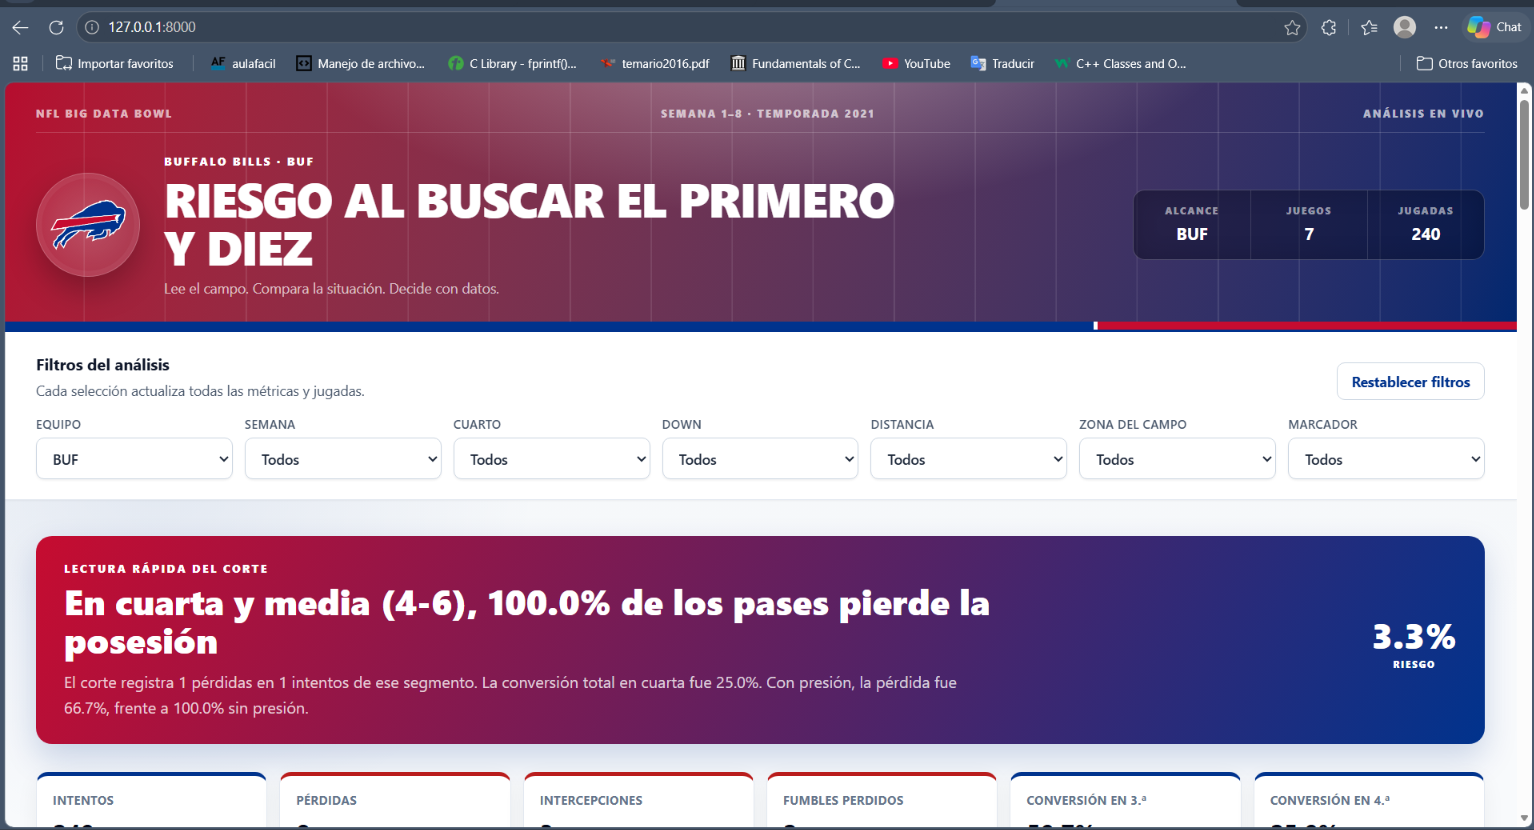 127.0.0.1:8000
Chat
Importar favoritos
AF aulafacil
Manejo de archivo...
C Library - fprintf()...
temario2016.pdf
Fundamentals of C...
YouTube
Traducir
C++ Classes and O...
Otros favoritos
NFL BIG DATA BOWL
SEMANA 1–8 · TEMPORADA 2021
ANÁLISIS EN VIVO
BUFFALO BILLS · BUF
RIESGO AL BUSCAR EL PRIMERO
Y DIEZ
Lee el campo. Compara la situación. Decide con datos.
ALCANCE JUEGOS JUGADAS
BUF 7 240
Filtros del análisis
Cada selección actualiza todas las métricas y jugadas.
Restablecer filtros
EQUIPO SEMANA CUARTO DOWN DISTANCIA ZONA DEL CAMPO MARCADOR
BUF Todos Todos Todos Todos Todos Todos
LECTURA RÁPIDA DEL CORTE
En cuarta y media (4-6), 100.0% de los pases pierde la
posesión
El corte registra 1 pérdidas en 1 intentos de ese segmento. La conversión total en cuarta fue 25.0%. Con presión, la pérdida fue
66.7%, frente a 100.0% sin presión.
3.3%
RIESGO
INTENTOS PÉRDIDAS INTERCEPCIONES FUMBLES PERDIDOS CONVERSIÓN EN 3.ª CONVERSIÓN EN 4.ª